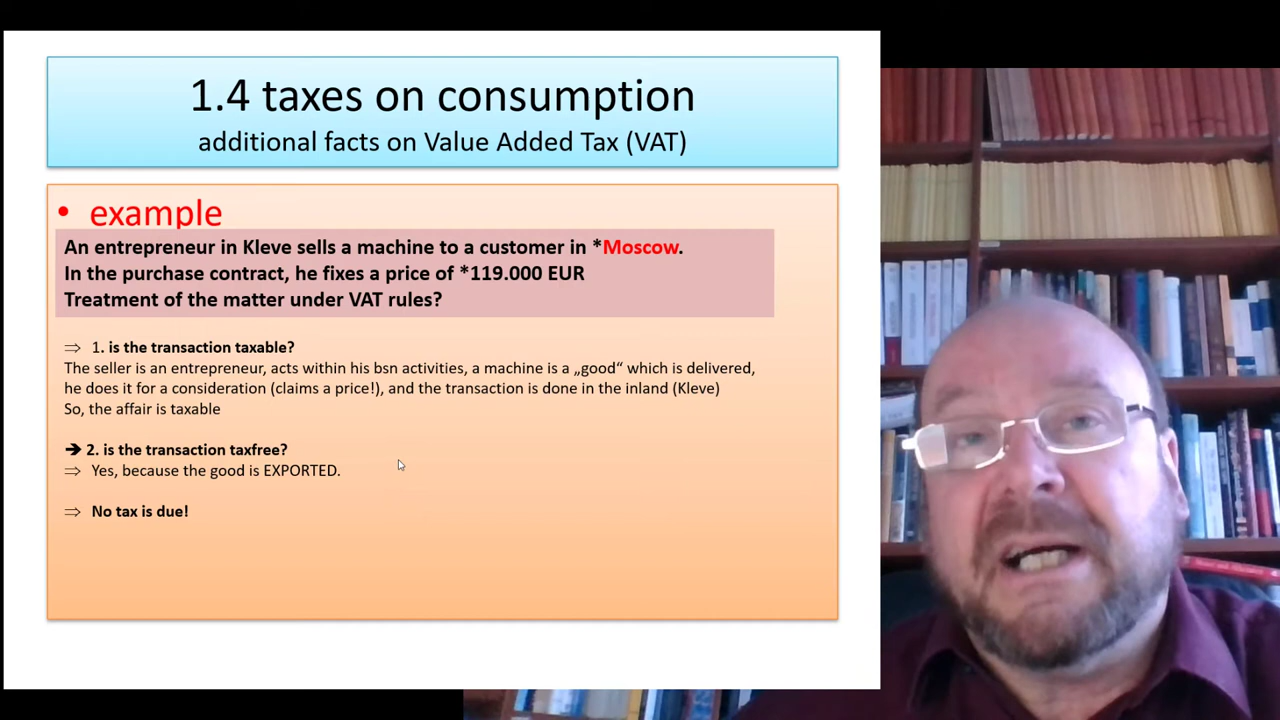 1.4 taxes on consumption
additional facts on Value Added Tax (VAT)
• example
An entrepreneur in Kleve sells a machine to a customer in *Moscow.
In the purchase contract, he fixes a price of *119.000 EUR
Treatment of the matter under VAT rules?
⇒ 1. is the transaction taxable?
The seller is an entrepreneur, acts within his bsn activities, a machine is a „good“ which is delivered,
he does it for a consideration (claims a price!), and the transaction is done in the inland (Kleve)
So, the affair is taxable
➔ 2. is the transaction taxfree?
⇒ Yes, because the good is EXPORTED.
⇒ No tax is due!